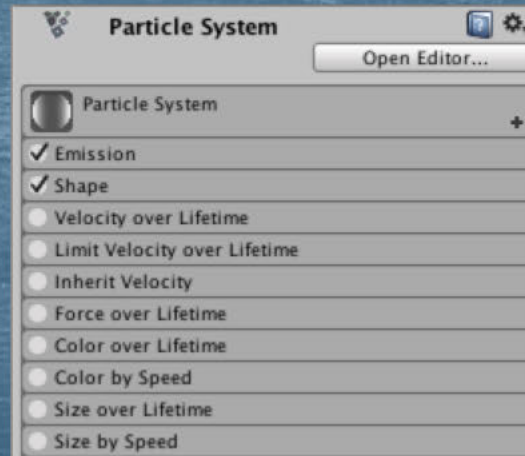 Particle System
Open Editor...
Particle System
Emission
Shape
Velocity over Lifetime
Limit Velocity over Lifetime
Inherit Velocity
Force over Lifetime
Color over Lifetime
Color by Speed
Size over Lifetime
Size by Speed